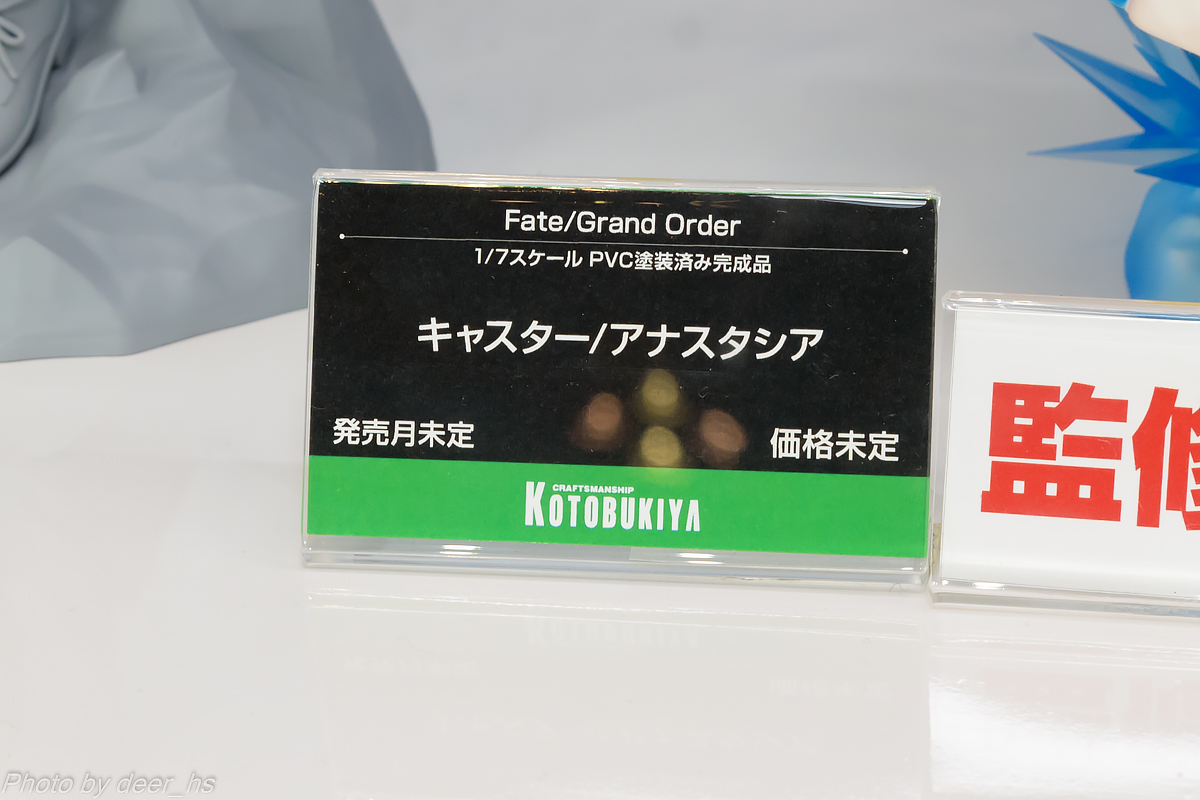 Fate/Grand Order
1/7スケール PVC塗装済み完成品
キャスター/アナスタシア
発売月未定
価格未定
CRAFTSMANSHIP
KOTOBUKIYA
監修
Photo by deer_hs